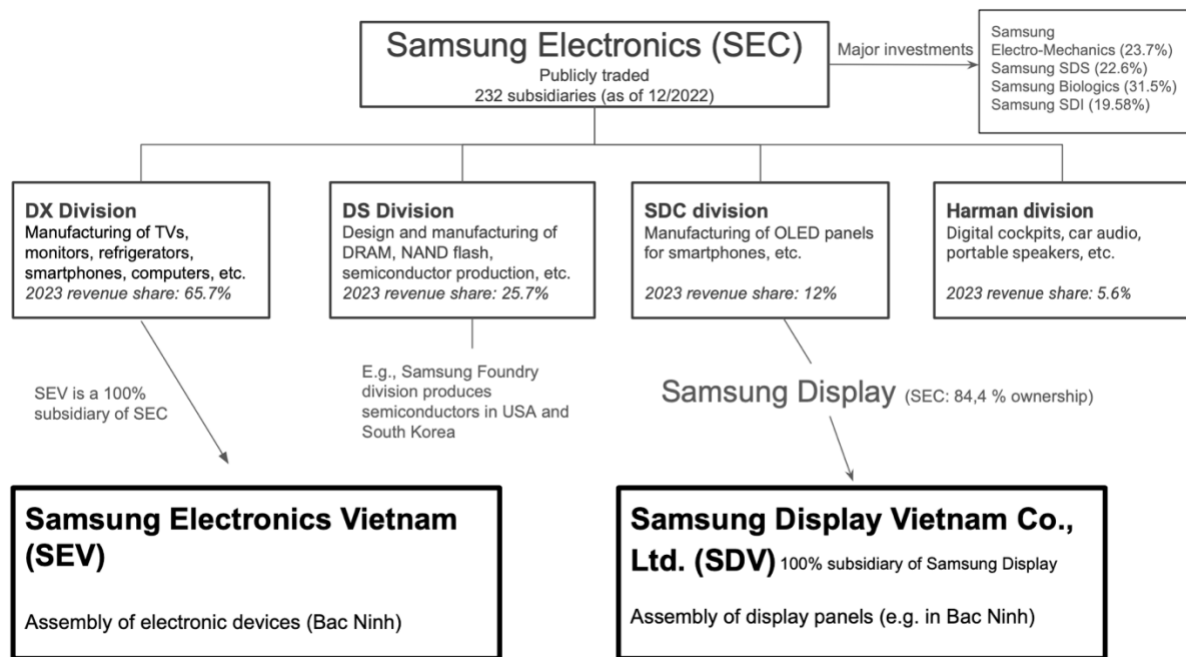 Samsung Electronics (SEC)
Publicly traded
232 subsidiaries (as of 12/2022)
Major investments
Samsung
Electro-Mechanics (23.7%)
Samsung SDS (22.6%)
Samsung Biologics (31.5%)
Samsung SDI (19.58%)
DX Division
Manufacturing of TVs,
monitors, refrigerators,
smartphones, computers, etc.
2023 revenue share: 65.7%
DS Division
Design and manufacturing of
DRAM, NAND flash,
semiconductor production, etc.
2023 revenue share: 25.7%
SDC division
Manufacturing of OLED panels
for smartphones, etc.
2023 revenue share: 12%
Harman division
Digital cockpits, car audio,
portable speakers, etc.
2023 revenue share: 5.6%
SEV is a 100%
subsidiary of SEC
E.g., Samsung Foundry
division produces
semiconductors in USA and
South Korea
Samsung Display (SEC: 84,4 % ownership)
Samsung Electronics Vietnam
(SEV)
Assembly of electronic devices (Bac Ninh)
Samsung Display Vietnam Co.,
Ltd. (SDV) 100% subsidiary of Samsung Display
Assembly of display panels (e.g. in Bac Ninh)